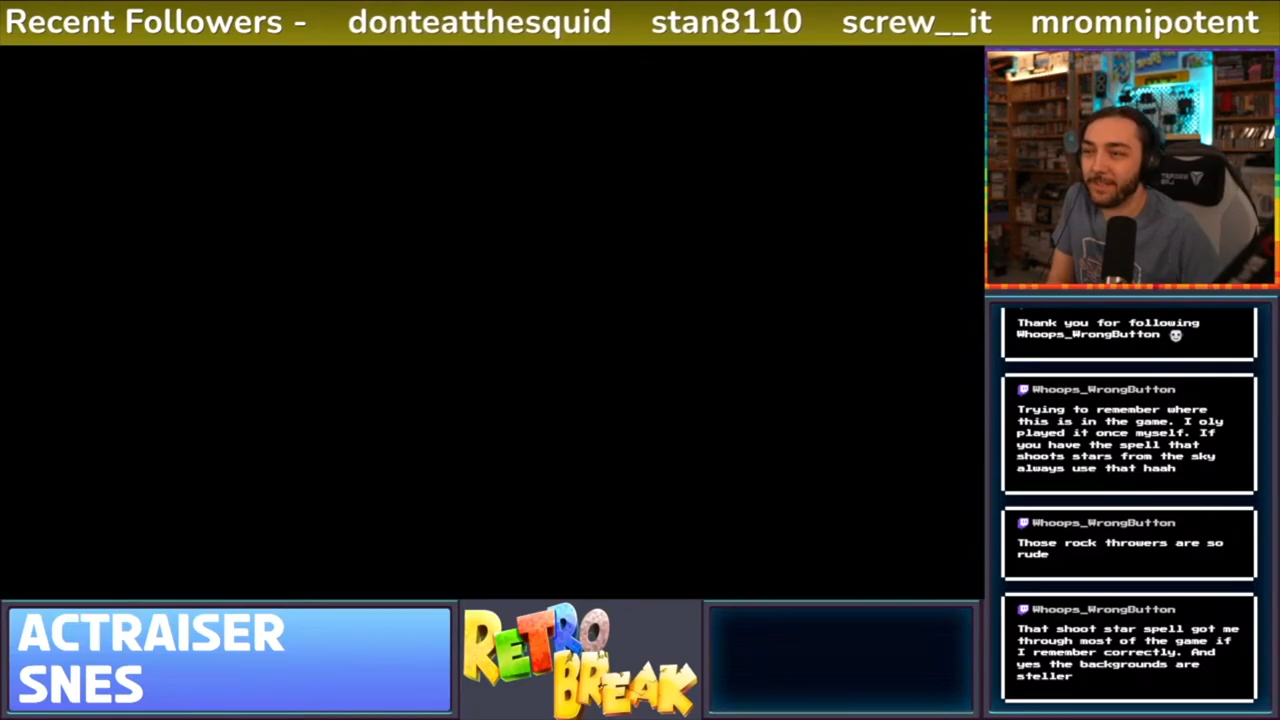 Recent Followers - donteatthesquid stan8110 screw__it mromnipotent
Thank you for following
Whoops_WrongButton
Whoops_WrongButton
Trying to remember where
this is in the game. I oly
played it once myself. If
you have the spell that
shoots stars from the sky
always use that haah
Whoops_WrongButton
Those rock throwers are so
rude
Whoops_WrongButton
That shoot star spell got me
through most of the game if
I remember correctly. And
yes the backgrounds are
steller
ACTRAISER
SNES
RETRO
BREAK